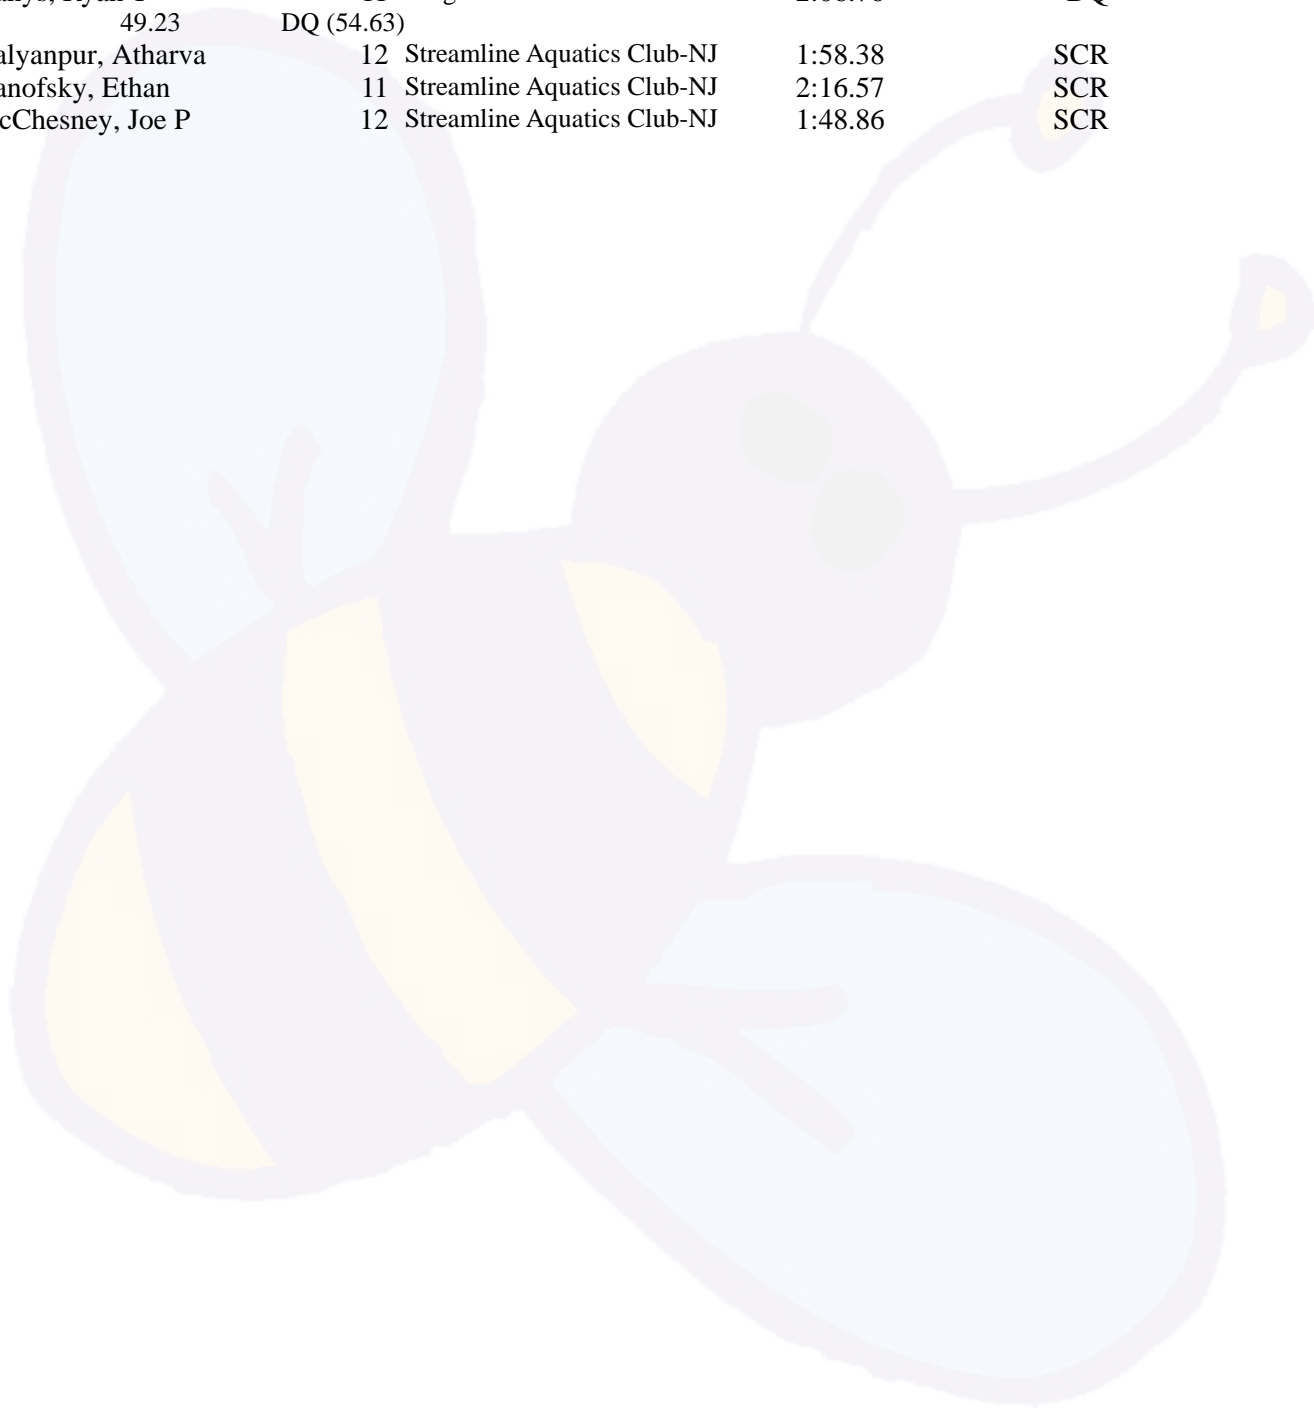 49.23 DQ (54.63)
alyanpur, Atharva 12 Streamline Aquatics Club-NJ 1:58.38 SCR
anofsky, Ethan 11 Streamline Aquatics Club-NJ 2:16.57 SCR
cChesney, Joe P 12 Streamline Aquatics Club-NJ 1:48.86 SCR